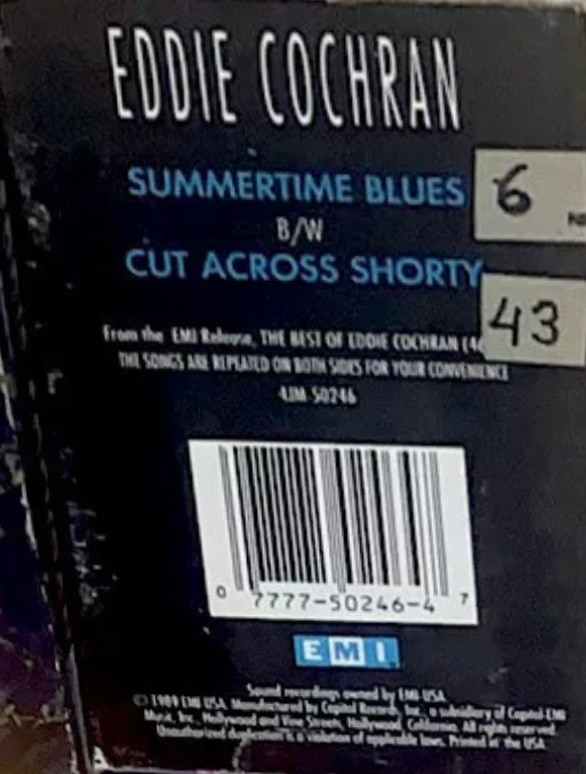 EDDIE COCHRAN
SUMMERTIME BLUES
6
B/W
CUT ACROSS SHORTY
43
From the EMI Release, THE BEST OF EDDIE COCHRAN (4
THE SONGS ARE REPEATED ON BOTH SIDES FOR YOUR CONVENIENCE
4JM 50246
0 7777-50246-4 7
EMI
Sound recordings owned by EMI-USA
© 1989 EMI USA. Manufactured by Capitol Records, Inc., a subsidiary of Capitol-EMI
Music, Inc., Hollywood and Vine Streets, Hollywood, California. All rights reserved.
Unauthorized duplication is a violation of applicable laws. Printed in the USA.